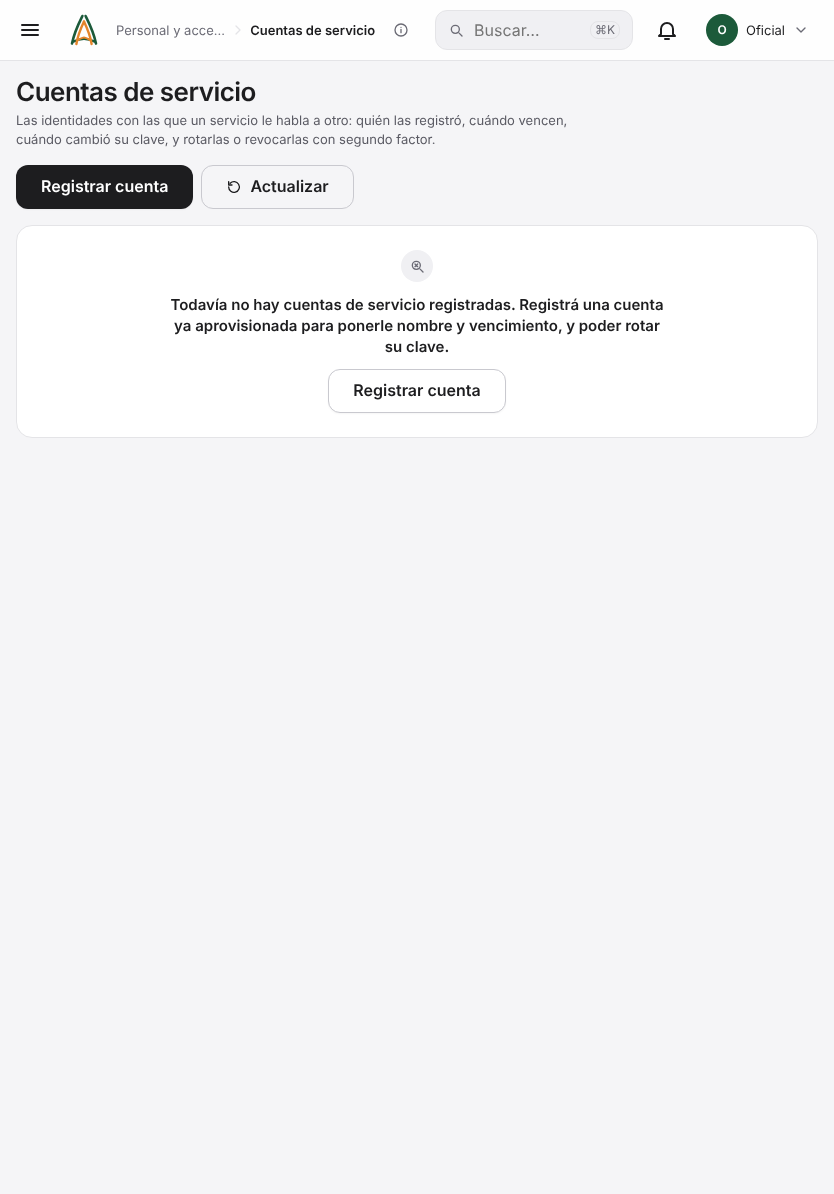 Personal y acce... > Cuentas de servicio
Buscar...
⌘K
O
Oficial
Cuentas de servicio
Las identidades con las que un servicio le habla a otro: quién las registró, cuándo vencen,
cuándo cambió su clave, y rotarlas o revocarlas con segundo factor.
Registrar cuenta
Actualizar
Todavía no hay cuentas de servicio registradas. Registrá una cuenta
ya aprovisionada para ponerle nombre y vencimiento, y poder rotar
su clave.
Registrar cuenta